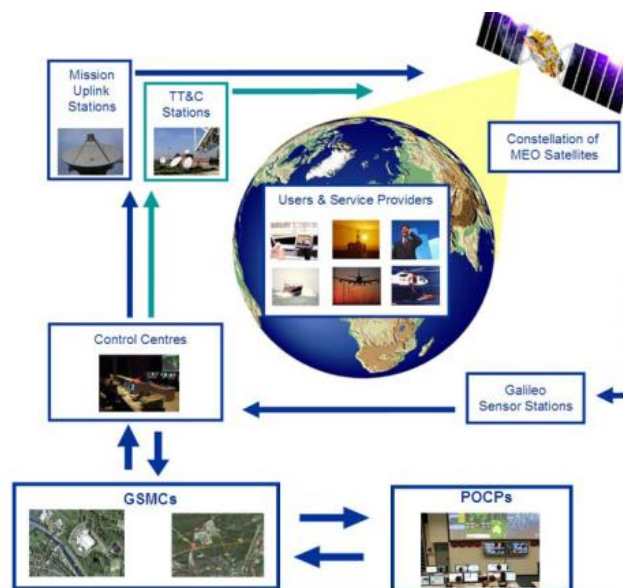 Mission
Uplink
Stations
TT&C
Stations
Constellation of
MEO Satellites
Users & Service Providers
Control Centres
Galileo
Sensor Stations
GSMCs
POCPs